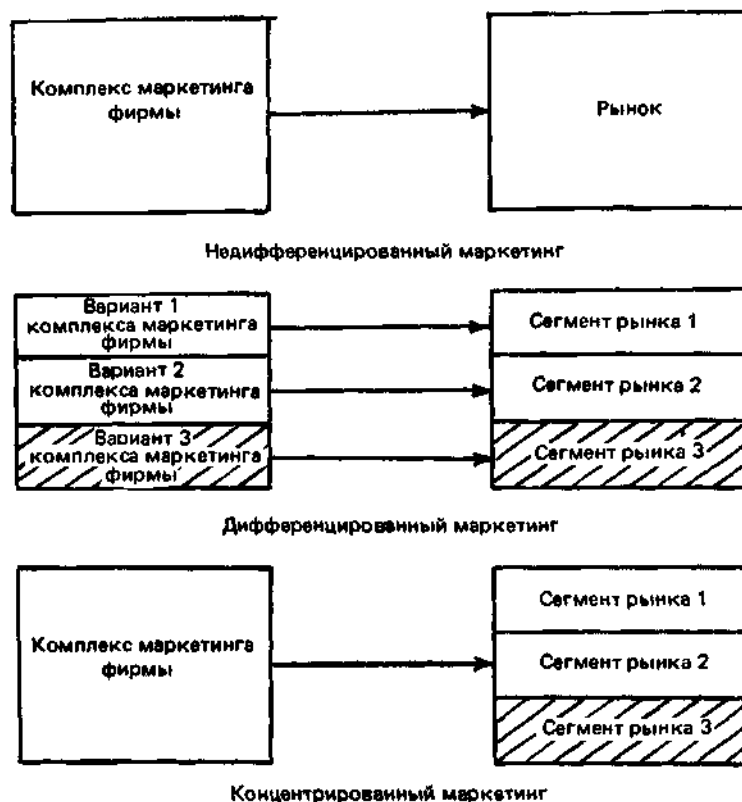 Комплекс маркетинга
фирмы
Рынок
Недифференцированный маркетинг
Вариант 1
комплекса маркетинга
фирмы
Сегмент рынка 1
Вариант 2
комплекса маркетинга
фирмы
Сегмент рынка 2
Вариант 3
комплекса маркетинга
фирмы
Сегмент рынка 3
Дифференцированный маркетинг
Комплекс маркетинга
фирмы
Сегмент рынка 1
Сегмент рынка 2
Сегмент рынка 3
Концентрированный маркетинг